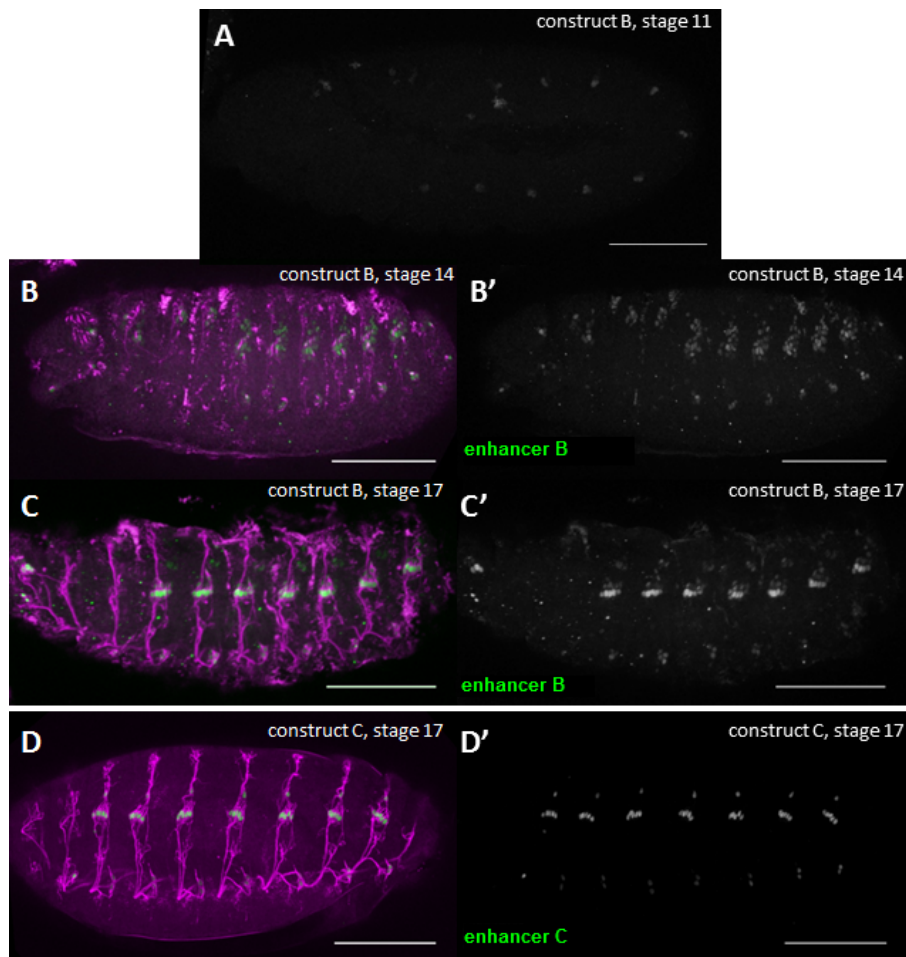 A
construct B, stage 11
B
construct B, stage 14
B'
construct B, stage 14
enhancer B
C
construct B, stage 17
C'
construct B, stage 17
enhancer B
D
construct C, stage 17
D'
construct C, stage 17
enhancer C